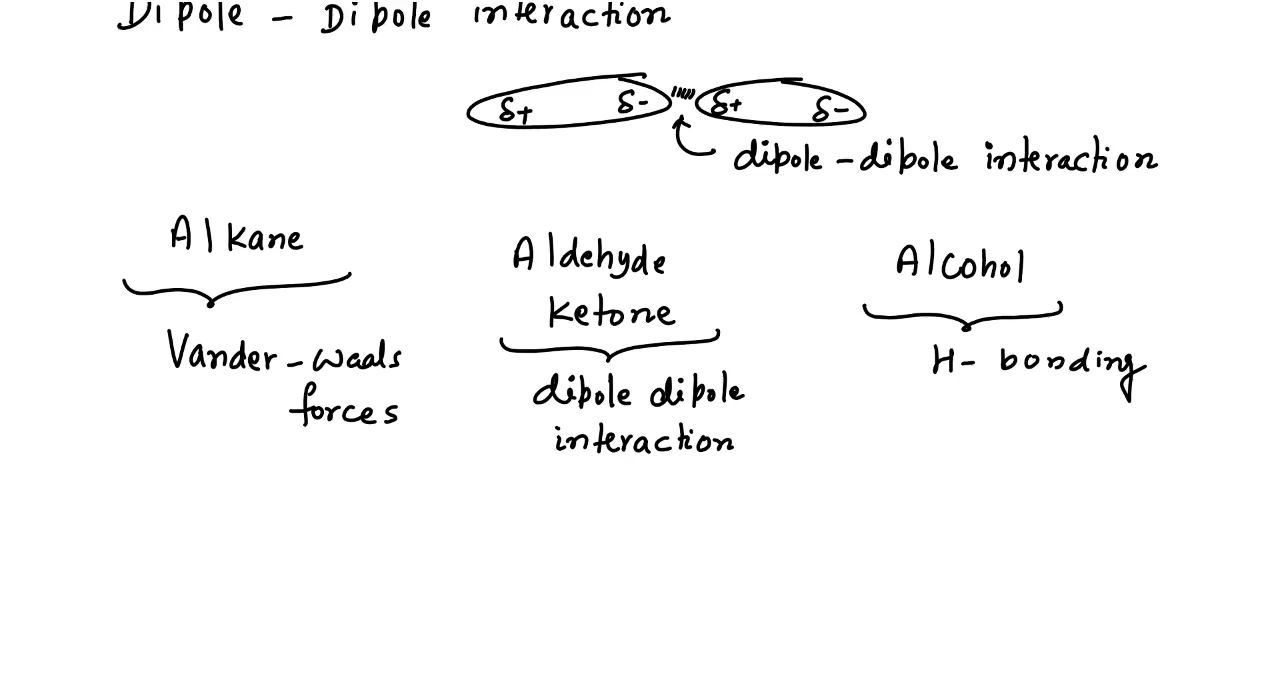 Dipole - Dipole interaction
δ+ δ- δ+ δ-
dipole - dipole interaction
Alkane
Vander - waals
forces
Aldehyde
Ketone
dipole dipole
interaction
Alcohol
H- bonding